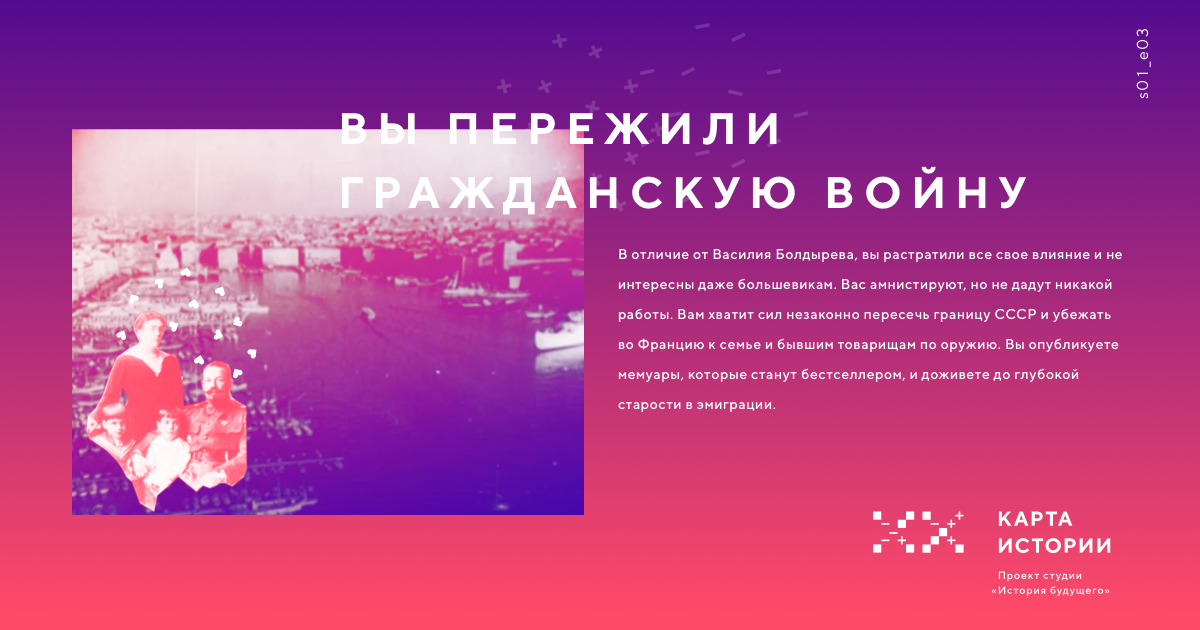 s01_e03
ВЫ ПЕРЕЖИЛИ
ГРАЖДАНСКУЮ ВОЙНУ
В отличие от Василия Болдырева, вы растратили все свое влияние и не
интересны даже большевикам. Вас амнистируют, но не дадут никакой
работы. Вам хватит сил незаконно пересечь границу СССР и убежать
во Францию к семье и бывшим товарищам по оружию. Вы опубликуете
мемуары, которые станут бестселлером, и доживете до глубокой
старости в эмиграции.
КАРТА
ИСТОРИИ
Проект студии
«История будущего»